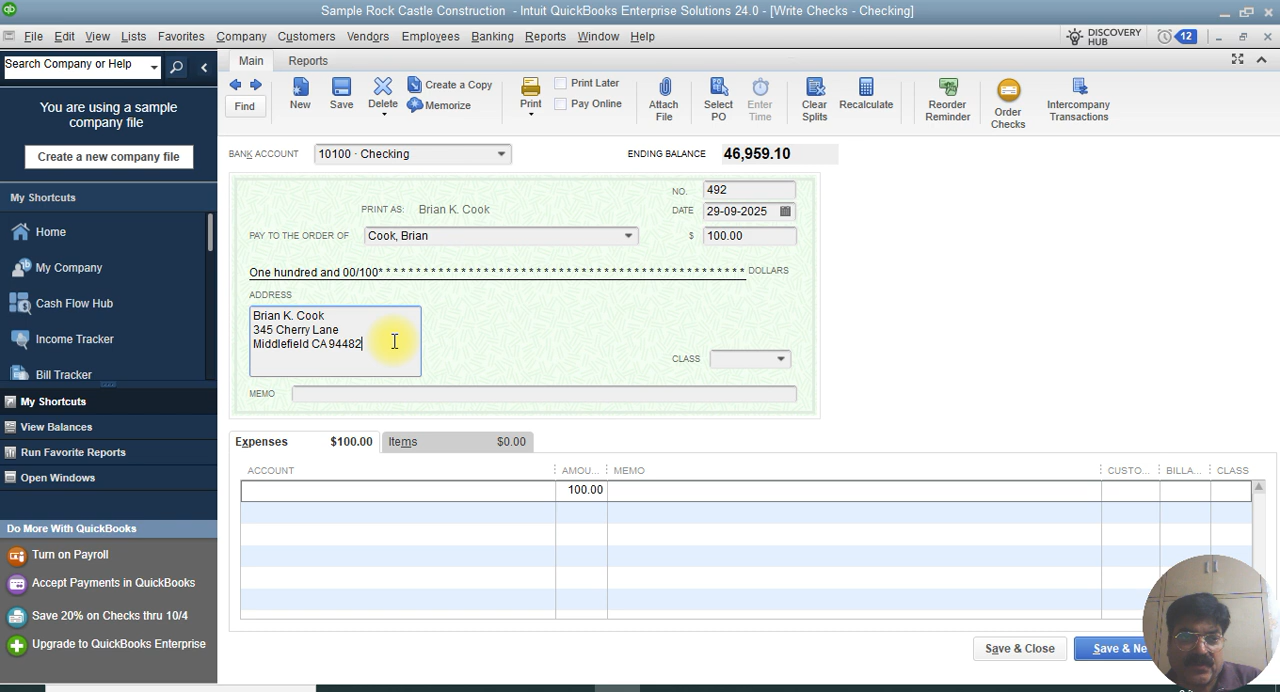 Sample Rock Castle Construction - Intuit QuickBooks Enterprise Solutions 24.0 - [Write Checks - Checking]
File Edit View Lists Favorites Company Customers Vendors Employees Banking Reports Window Help
DISCOVERY HUB
12
Search Company or Help
You are using a sample
company file
Create a new company file
My Shortcuts
Home
My Company
Cash Flow Hub
Income Tracker
Bill Tracker
My Shortcuts
View Balances
Run Favorite Reports
Open Windows
Do More With QuickBooks
Turn on Payroll
Accept Payments in QuickBooks
Save 20% on Checks thru 10/4
Upgrade to QuickBooks Enterprise
Main Reports
Find
New
Save
Delete
Create a Copy
Memorize
Print
Print Later
Pay Online
Attach
File
Select
PO
Enter
Time
Clear
Splits
Recalculate
Reorder
Reminder
Order
Checks
Intercompany
Transactions
BANK ACCOUNT 10100 · Checking ENDING BALANCE 46,959.10
NO. 492
PRINT AS: Brian K. Cook DATE 29-09-2025
PAY TO THE ORDER OF Cook, Brian $ 100.00
One hundred and 00/100* * * * * * * * * * * * * * * * * * * * * * * * * * * * * * * * * * * * * * * * * * * * * * * * * DOLLARS
ADDRESS
Brian K. Cook
345 Cherry Lane
Middlefield CA 94482
CLASS
MEMO
Expenses $100.00 Items $0.00
ACCOUNT AMOU... MEMO CUSTO... BILLA... CLASS
100.00
Save & Close Save & Ne